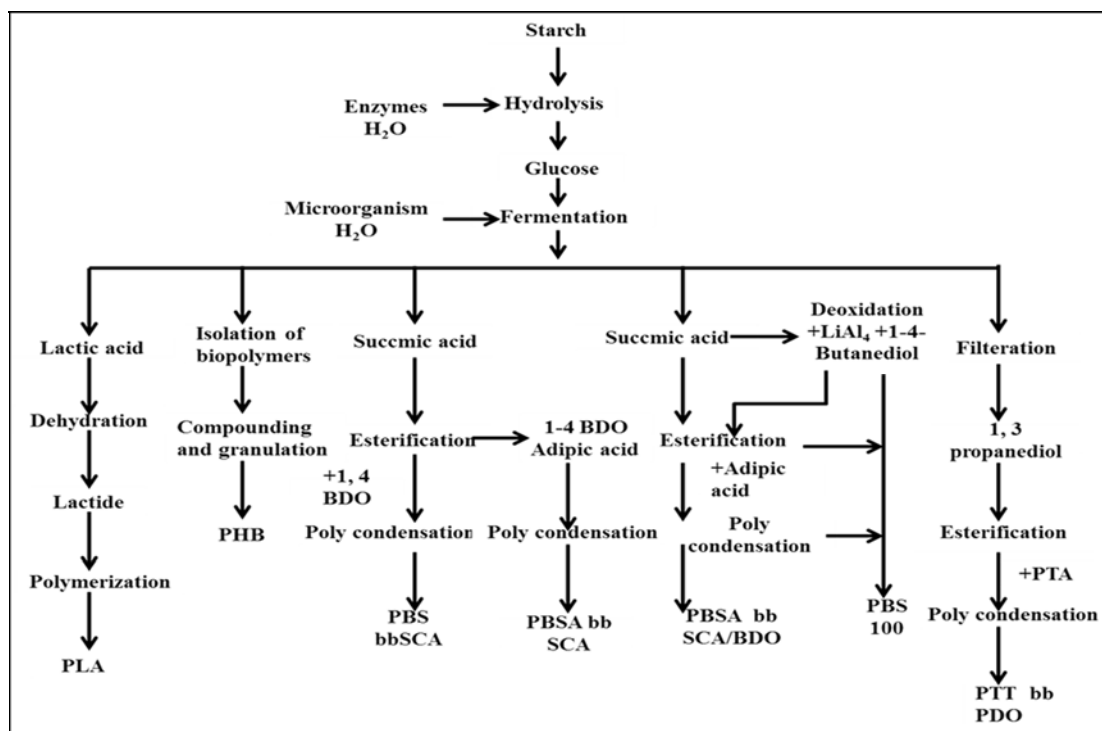 Starch
Enzymes
H₂O
Hydrolysis
Glucose
Microorganism
H₂O
Fermentation
Lactic acid
Dehydration
Lactide
Polymerization
PLA
Isolation of
biopolymers
Compounding
and granulation
PHB
Succmic acid
Esterification
+1, 4
BDO
Poly condensation
PBS
bbSCA
1-4 BDO
Adipic acid
Poly condensation
PBSA bb
SCA
Succmic acid
Esterification
+Adipic
acid
Poly
condensation
PBSA bb
SCA/BDO
Deoxidation
+LiAl₄ +1-4-
Butanediol
PBS
100
Filteration
1, 3
propanediol
Esterification
+PTA
Poly condensation
PTT bb
PDO